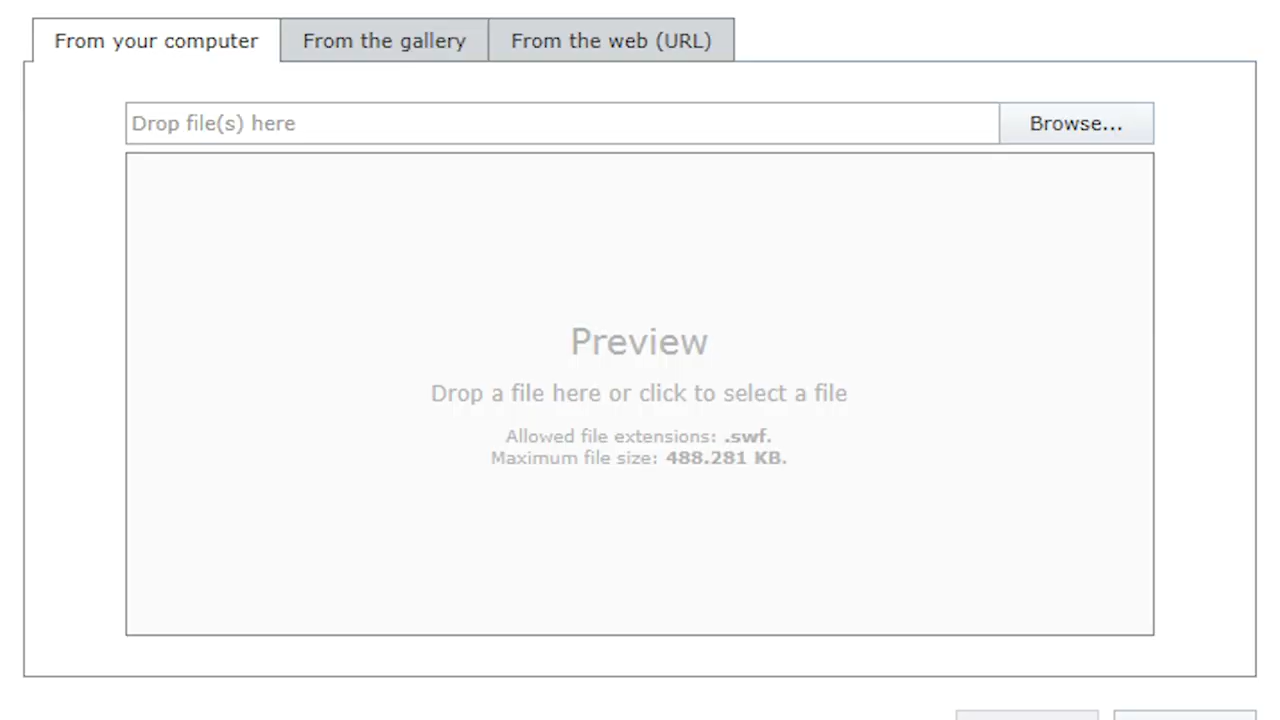 From your computer From the gallery From the web (URL)
Drop file(s) here Browse...
Preview
Drop a file here or click to select a file
Allowed file extensions: .swf.
Maximum file size: 488.281 KB.